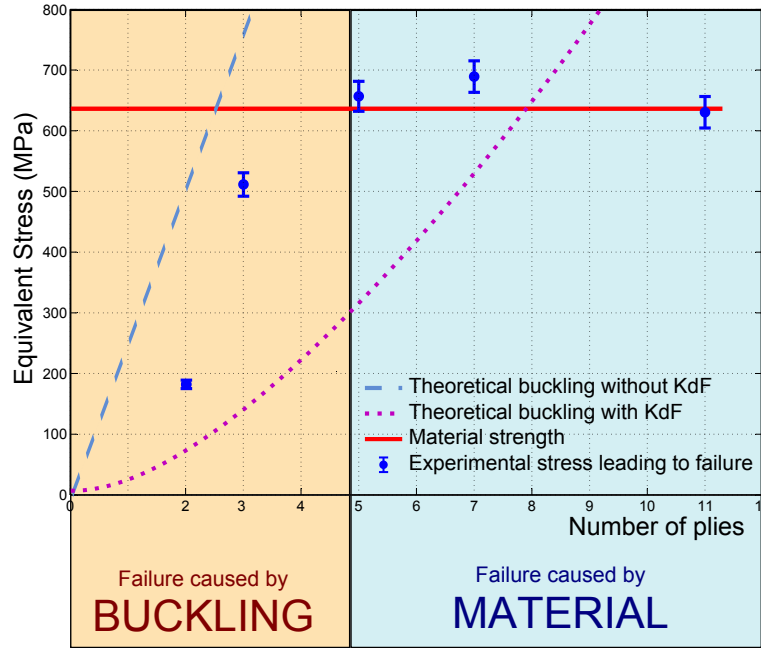 800
700
600
500
400
300
200
100
0
Equivalent Stress (MPa)
Theoretical buckling without KdF
Theoretical buckling with KdF
Material strength
Experimental stress leading to failure
0 2 3 5 6 7 8 9 10 11 1
Number of plies
Failure caused by
BUCKLING
Failure caused by
MATERIAL